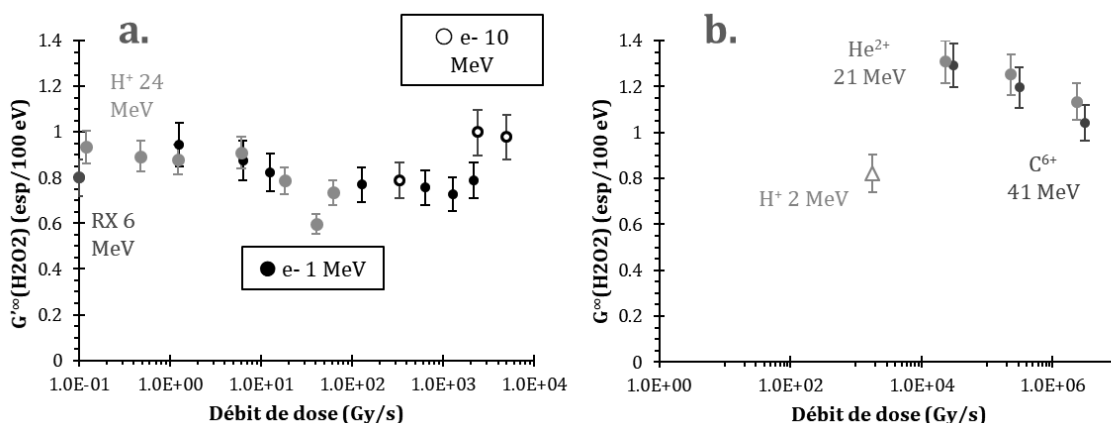 a.
G'∞(H2O2) (esp/100 eV)
1.4
1.2
1
0.8
0.6
0.4
0.2
0
1.0E-01
1.0E+00
1.0E+01
1.0E+02
1.0E+03
1.0E+04
Débit de dose (Gy/s)
H⁺ 24
MeV
RX 6
MeV
e- 10
MeV
e- 1 MeV
b.
G∞(H2O2) (esp/100 eV)
1.4
1.2
1
0.8
0.6
0.4
0.2
0
1.0E+00
1.0E+02
1.0E+04
1.0E+06
Débit de dose (Gy/s)
He²⁺
21 MeV
H⁺ 2 MeV
C⁶⁺
41 MeV